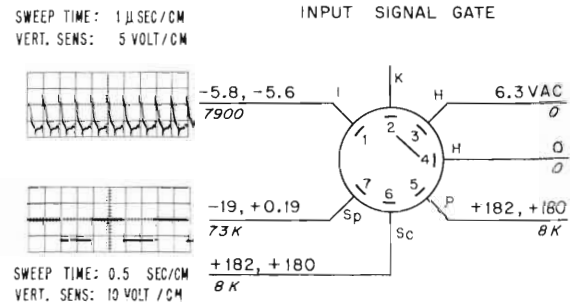 SWEEP TIME: 1 µSEC/CM
VERT. SENS: 5 VOLT/CM
INPUT SIGNAL GATE
K
-5.8, -5.6
I
H
6.3 VAC
7900
0
2
1
3
4
H
0
0
7
6
5
-19, +0.19
Sp
P
+182, +180
73K
Sc
8K
+182, +180
8K
SWEEP TIME: 0.5 SEC/CM
VERT. SENS: 10 VOLT /CM